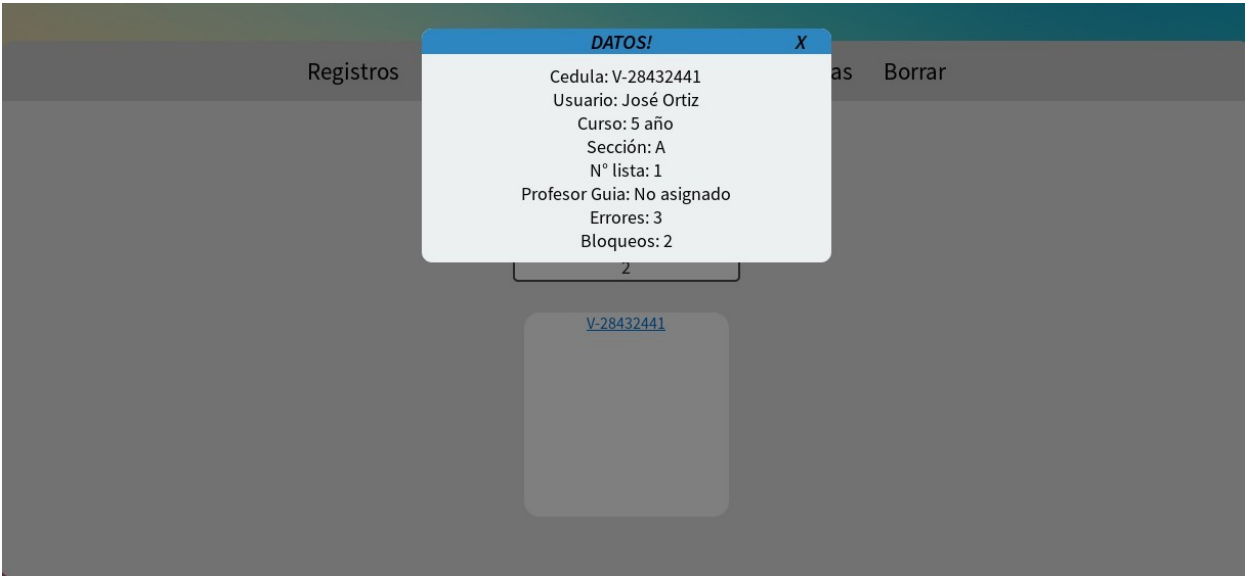 DATOS! X
Registros as Borrar
Cedula: V-28432441
Usuario: José Ortiz
Curso: 5 año
Sección: A
N° lista: 1
Profesor Guia: No asignado
Errores: 3
Bloqueos: 2
2
V-28432441